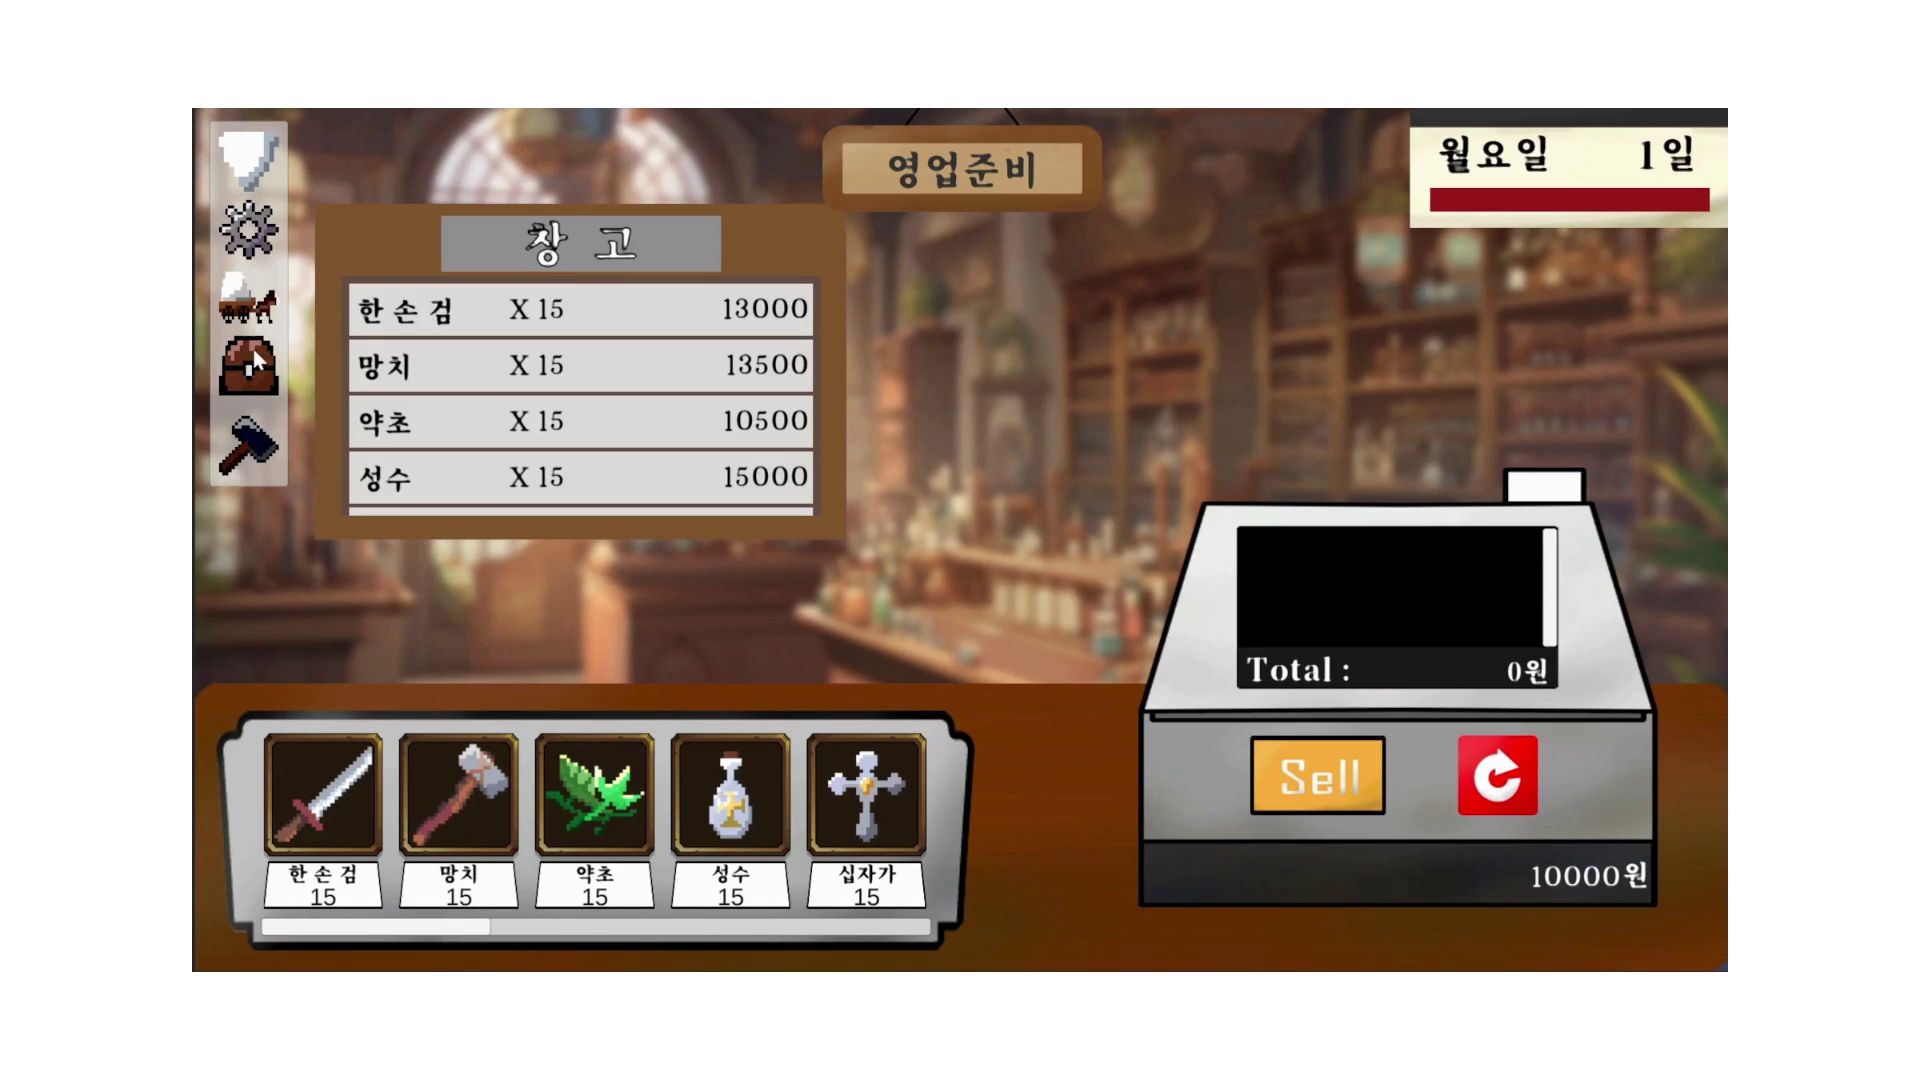 영업준비
월요일 1일
창 고
한 손 검 X 15 13000
망치 X 15 13500
약초 X 15 10500
성수 X 15 15000
Total : 0원
Sell
10000원
한 손 검 망치 약초 성수 십자가
15 15 15 15 15